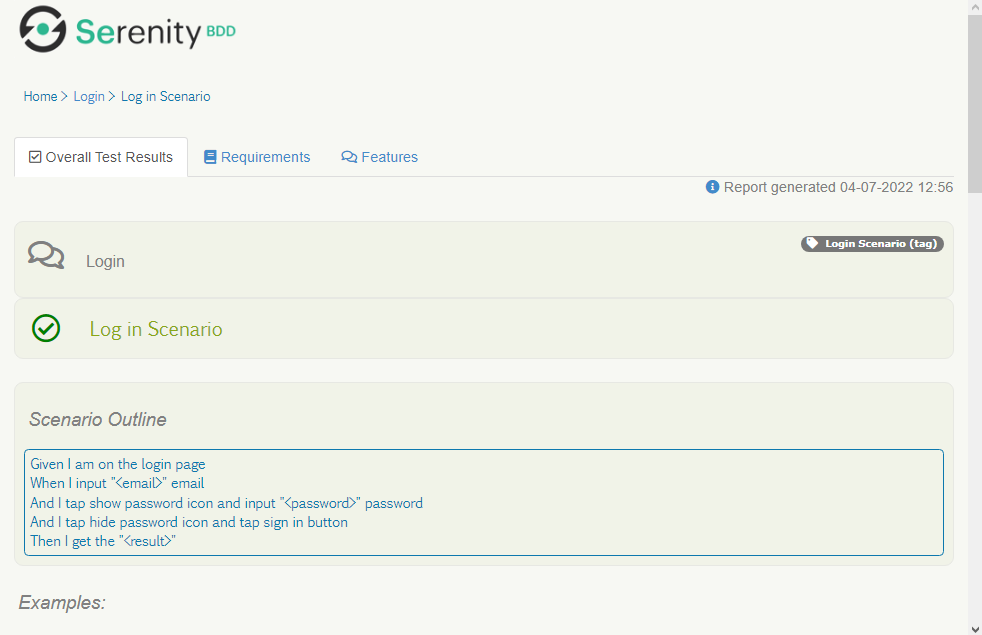 Serenity BDD
Home > Login > Log in Scenario
Overall Test Results Requirements Features
Report generated 04-07-2022 12:56
Login Scenario (tag)
Login
Log in Scenario
Scenario Outline
Given I am on the login page
When I input "<email>" email
And I tap show password icon and input "<password>" password
And I tap hide password icon and tap sign in button
Then I get the "<result>"
Examples: